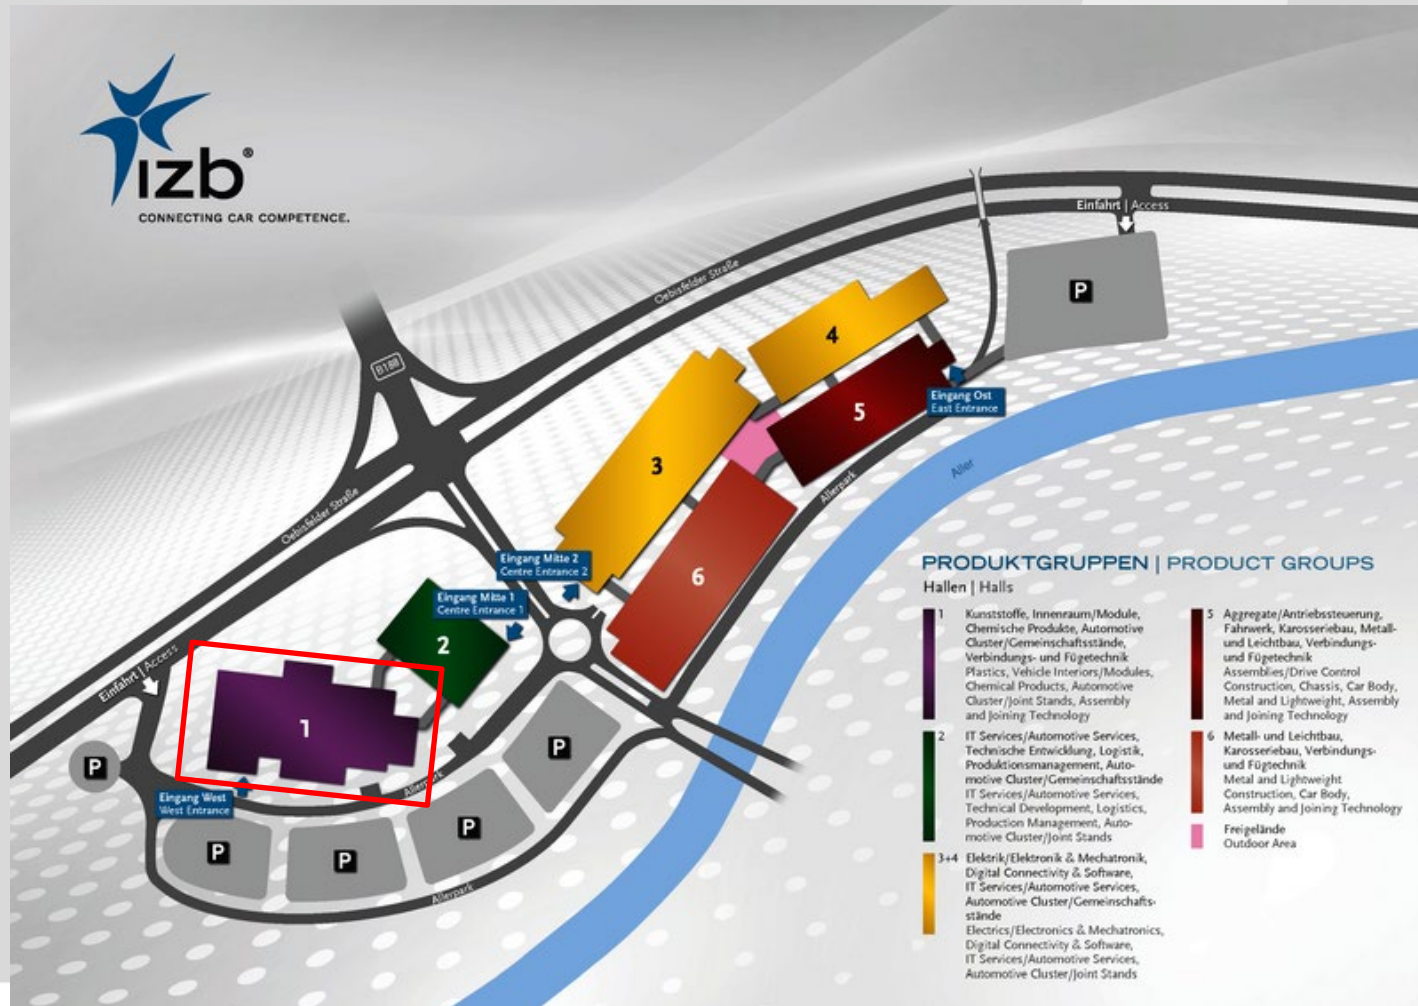 izb®
CONNECTING CAR COMPETENCE.
Einfahrt | Access
P
Oebisfelder Straße
B188
4
3
5
Eingang Ost
East Entrance
Aller
Allerpark
Oebisfelder Straße
Eingang Mitte 2
Centre Entrance 2
6
Eingang Mitte 1
Centre Entrance 1
2
Einfahrt | Access
1
P
P
Allerpark
Eingang West
West Entrance
P
P
P
Allerpark
PRODUKTGRUPPEN | PRODUCT GROUPS
Hallen | Halls
1 Kunststoffe, Innenraum/Module,
Chemische Produkte, Automotive
Cluster/Gemeinschaftsstände,
Verbindungs- und Fügetechnik
Plastics, Vehicle Interiors/Modules,
Chemical Products, Automotive
Cluster/Joint Stands, Assembly
and Joining Technology
2 IT Services/Automotive Services,
Technische Entwicklung, Logistik,
Produktionsmanagement, Auto-
motive Cluster/Gemeinschaftsstände
IT Services/Automotive Services,
Technical Development, Logistics,
Production Management, Auto-
motive Cluster/Joint Stands
3+4 Elektrik/Elektronik & Mechatronik,
Digital Connectivity & Software,
IT Services/Automotive Services,
Automotive Cluster/Gemeinschafts-
stände
Electrics/Electronics & Mechatronics,
Digital Connectivity & Software,
IT Services/Automotive Services,
Automotive Cluster/Joint Stands
5 Aggregate/Antriebssteuerung,
Fahrwerk, Karosseriebau, Metall-
und Leichtbau, Verbindungs-
und Fügetechnik
Assemblies/Drive Control
Construction, Chassis, Car Body,
Metal and Lightweight, Assembly
and Joining Technology
6 Metall- und Leichtbau,
Karosseriebau, Verbindungs-
und Fügtechnik
Metal and Lightweight
Construction, Car Body,
Assembly and Joining Technology
Freigelände
Outdoor Area